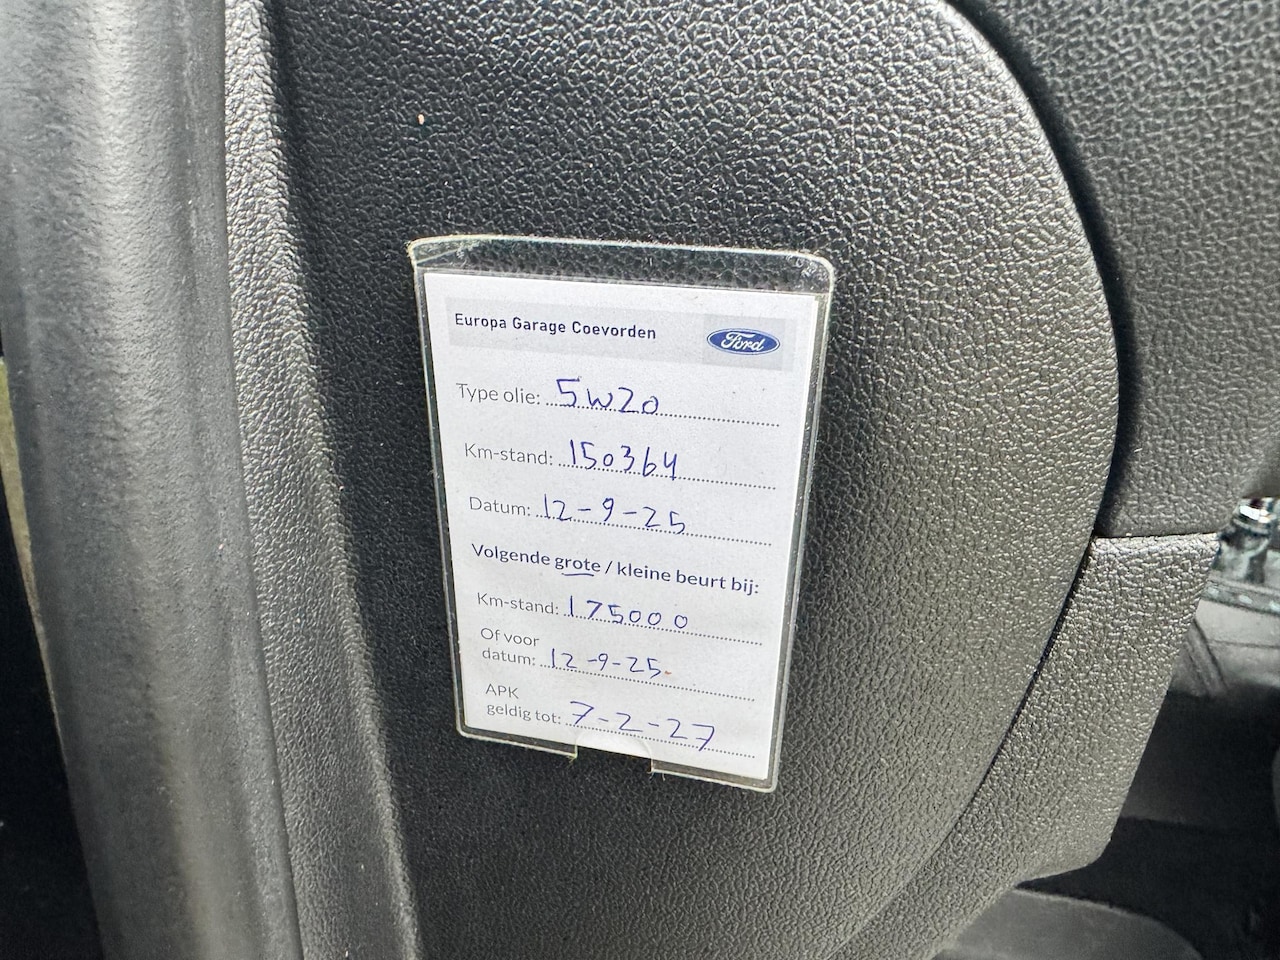 Europa Garage Coevorden
Ford
Type olie: 5W20
Km-stand: 150364
Datum: 12-9-25
Volgende grote / kleine beurt bij:
Km-stand: 175000
Of voor
datum: 12-9-25
APK
geldig tot: 7-2-27